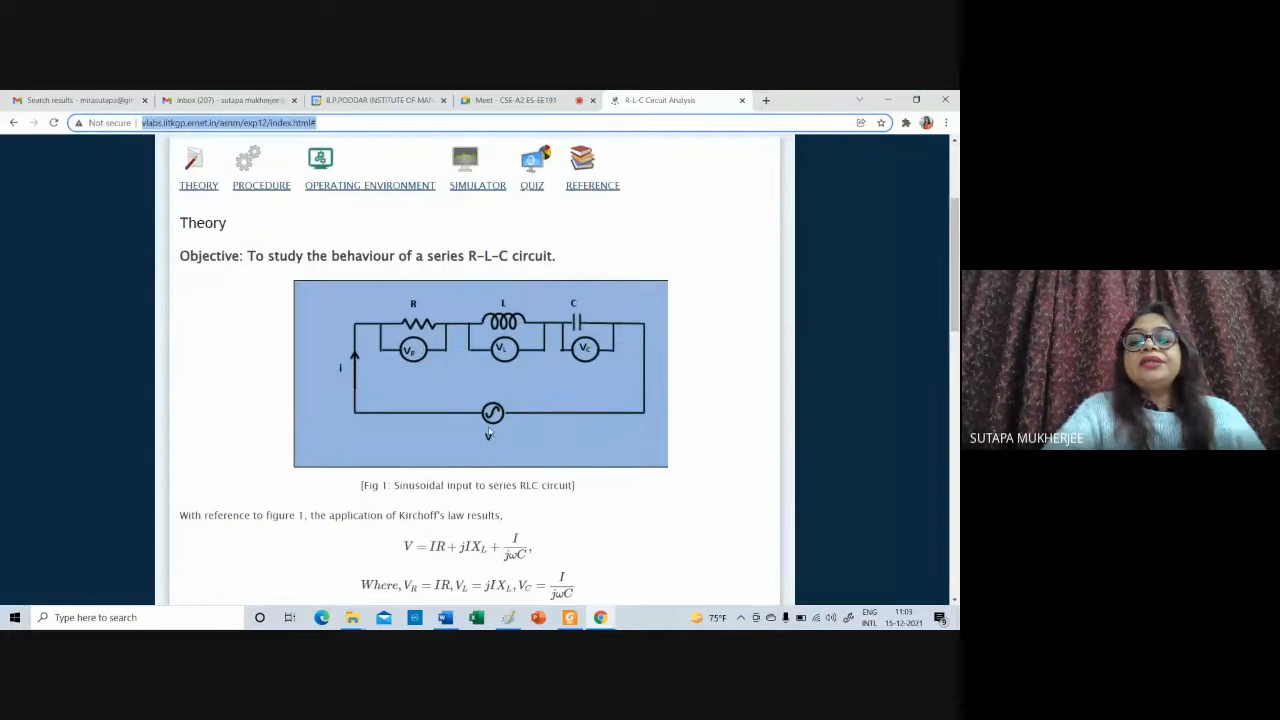 Search results - mirasutapa@gm
Inbox (207) - sutapa.mukherjee@
B.P.PODDAR INSTITUTE OF MAN
Meet - CSE-A2 ES-EE191
R-L-C Circuit Analysis
Not secure | vlabs.iitkgp.ernet.in/asnm/exp12/index.html#
THEORY PROCEDURE OPERATING ENVIRONMENT SIMULATOR QUIZ REFERENCE
Theory
Objective: To study the behaviour of a series R-L-C circuit.
R L C
VR VL VC
i
V
[Fig 1: Sinusoidal input to series RLC circuit]
With reference to figure 1, the application of Kirchoff's law results,
V = IR + jIX_L + I/jωC,
Where, V_R = IR, V_L = jIX_L, V_C = I/jωC
SUTAPA MUKHERJEE
Type here to search
75°F
ENG
INTL
11:03
15-12-2021
9